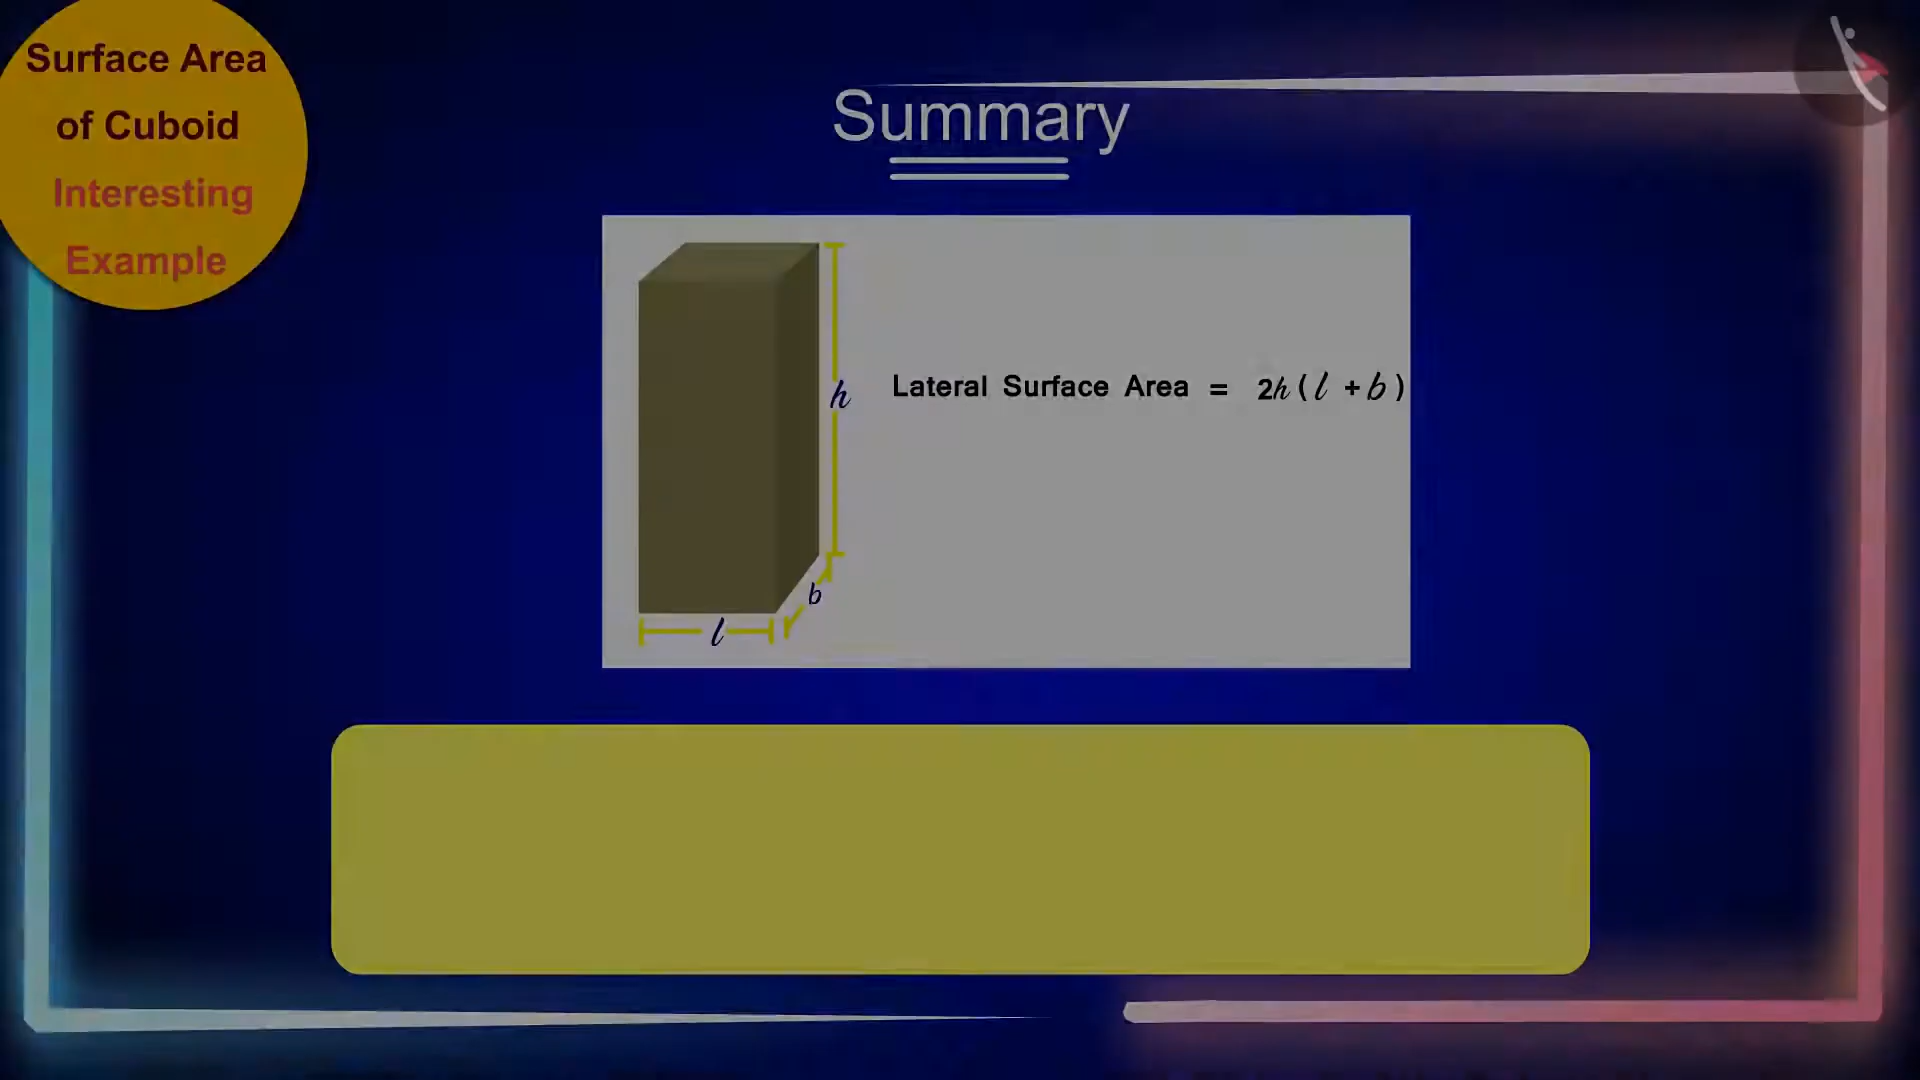 Surface Area
of Cuboid
Interesting
Example
Summary
h
Lateral Surface Area = 2h(l + b)
b
l